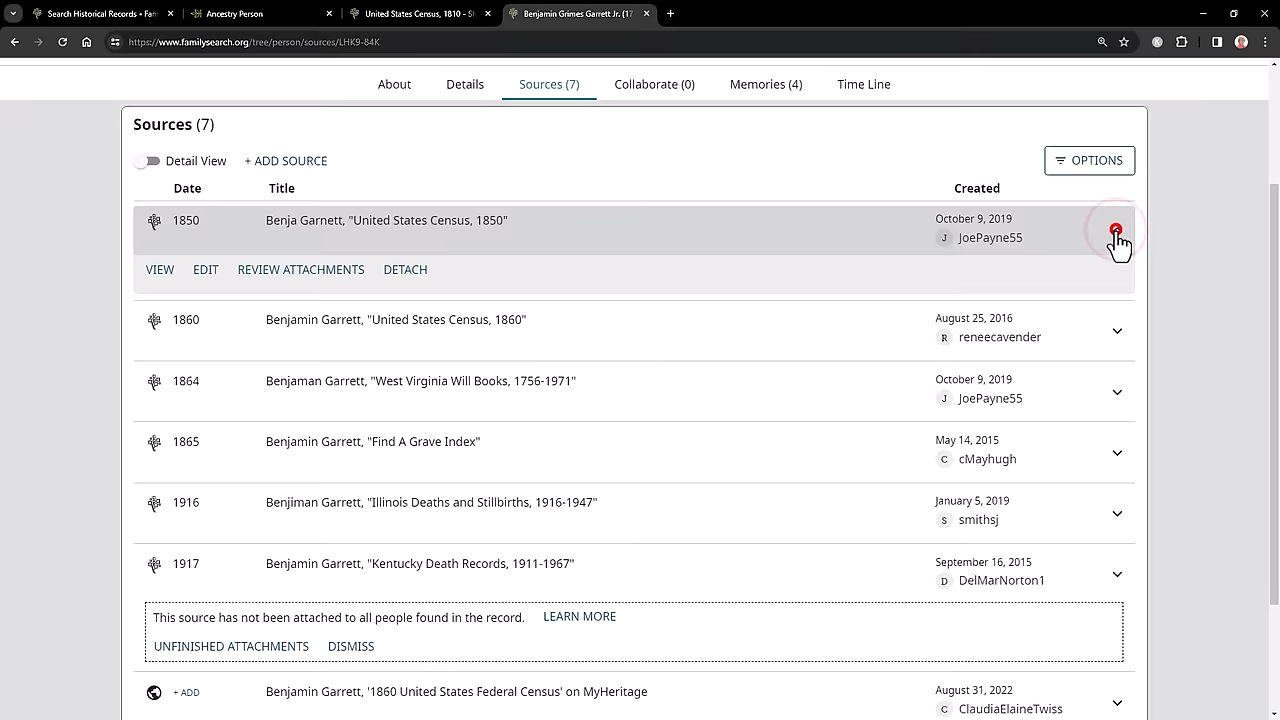 Search Historical Records • Fam
Ancestry Person
United States Census, 1810 - S
Benjamin Grimes Garrett Jr. (17
https://www.familysearch.org/tree/person/sources/LHK9-84K
About Details Sources (7) Collaborate (0) Memories (4) Time Line
Sources (7)
Detail View + ADD SOURCE OPTIONS
Date Title Created
1850 Benja Garnett, "United States Census, 1850" October 9, 2019
J JoePayne55
VIEW EDIT REVIEW ATTACHMENTS DETACH
1860 Benjamin Garrett, "United States Census, 1860" August 25, 2016
R reneecavender
1864 Benjaman Garrett, "West Virginia Will Books, 1756-1971" October 9, 2019
J JoePayne55
1865 Benjamin Garrett, "Find A Grave Index" May 14, 2015
C cMayhugh
1916 Benjiman Garrett, "Illinois Deaths and Stillbirths, 1916-1947" January 5, 2019
S smithsj
1917 Benjamin Garrett, "Kentucky Death Records, 1911-1967" September 16, 2015
D DelMarNorton1
This source has not been attached to all people found in the record. LEARN MORE
UNFINISHED ATTACHMENTS DISMISS
+ ADD Benjamin Garrett, '1860 United States Federal Census' on MyHeritage August 31, 2022
C ClaudiaElaineTwiss